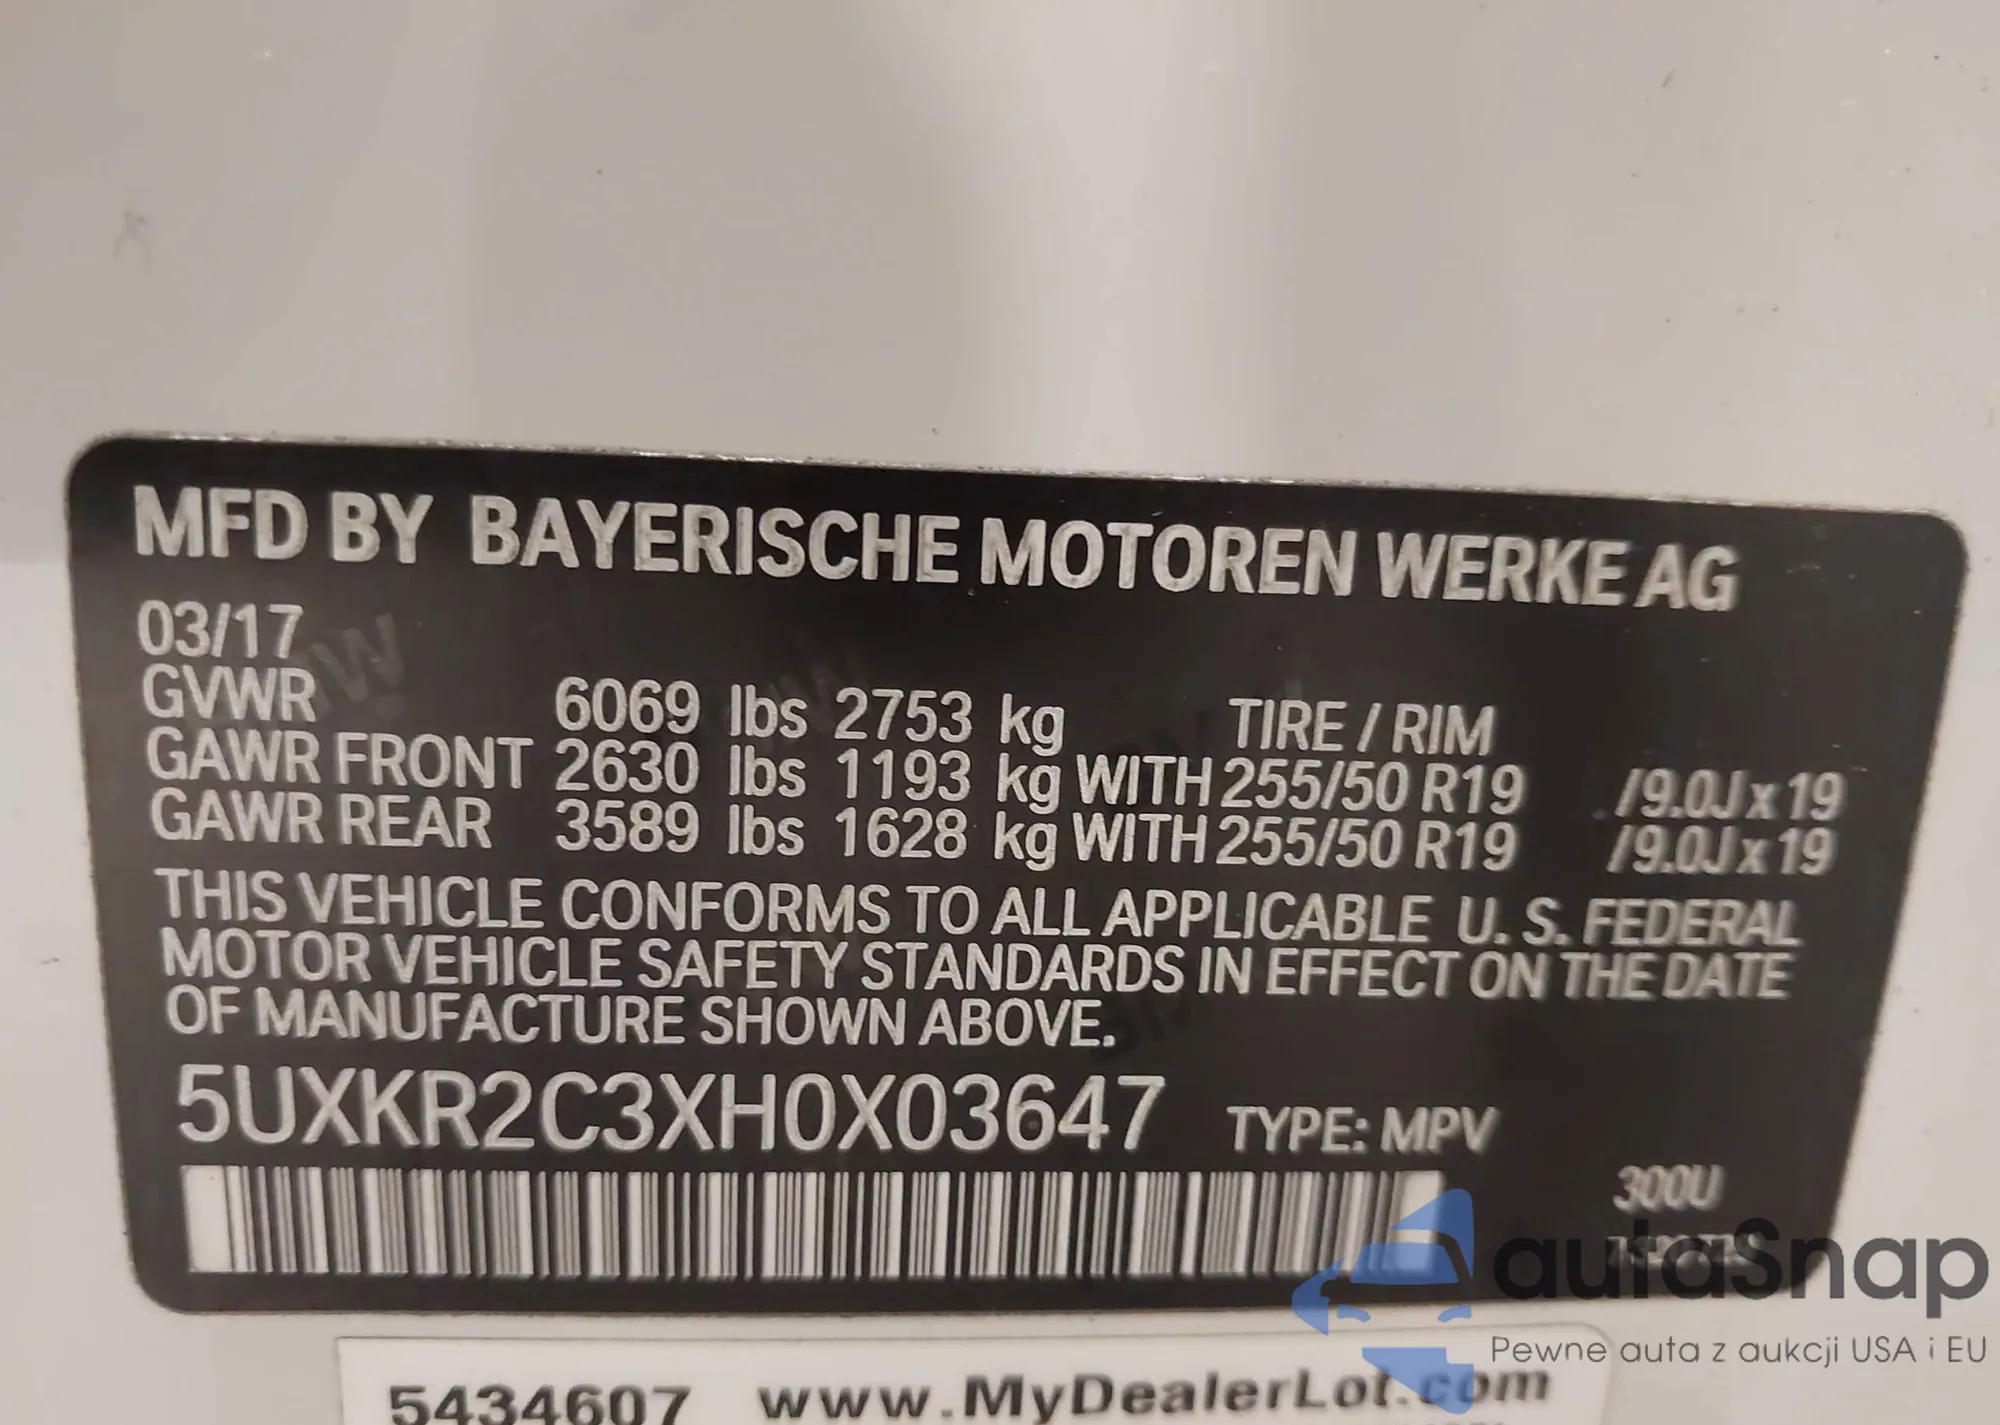 MFD BY BAYERISCHE MOTOREN WERKE AG
03/17
GVWR 6069 lbs 2753 kg TIRE / RIM
GAWR FRONT 2630 lbs 1193 kg WITH 255/50 R19 /9.0J x 19
GAWR REAR 3589 lbs 1628 kg WITH 255/50 R19 /9.0J x 19
THIS VEHICLE CONFORMS TO ALL APPLICABLE U. S. FEDERAL
MOTOR VEHICLE SAFETY STANDARDS IN EFFECT ON THE DATE
OF MANUFACTURE SHOWN ABOVE.
5UXKR2C3XH0X03647 TYPE: MPV
300U
autaSnap
Pewne auta z aukcji USA i EU
5434607 www.MyDealerLot.com